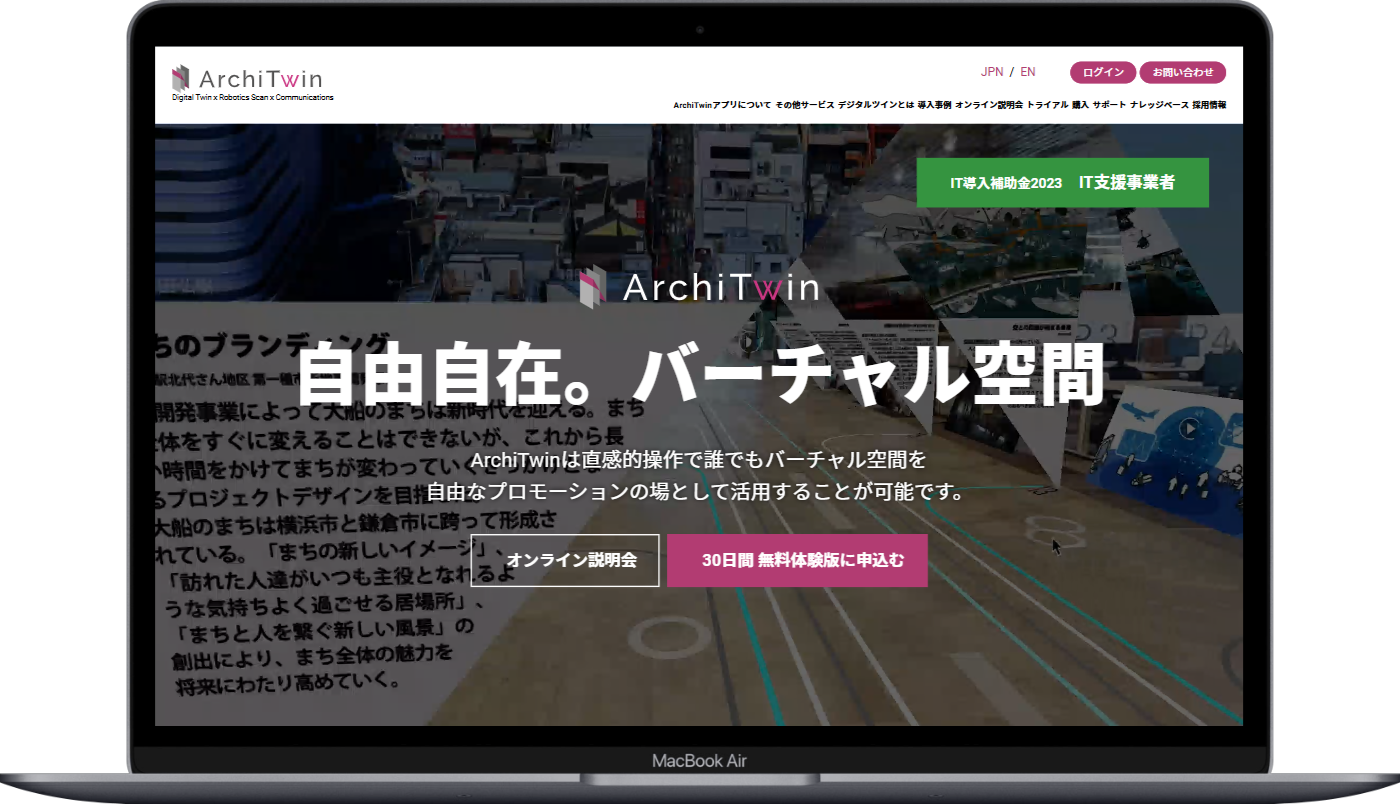 ArchiTwin
Digital Twin x Robotics Scan x Communications
JPN / EN
ログイン
お問い合わせ
ArchiTwinアプリについて その他サービス デジタルツインとは 導入事例 オンライン説明会 トライアル 購入 サポート ナレッジベース 採用情報
IT導入補助金2023 IT支援事業者
ArchiTwin
ちのブランディング
自由自在。バーチャル空間
開発事業によって大船のまちは新時代を迎える。まち
体をすぐに変えることはできないが、これから長
時間をかけてまちが変わっていく
ArchiTwinは直感的操作で誰でもバーチャル空間を
るプロジェクトデザインを目指
自由なプロモーションの場として活用することが可能です。
大船のまちは横浜市と鎌倉市に跨って形成さ
れている。「まちの新しいイメージ」、
オンライン説明会
30日間 無料体験版に申込む
「訪れた人達がいつも主役となれるよ
うな気持ちよく過ごせる居場所」、
「まちと人を繋ぐ新しい風景」の
創出により、まち全体の魅力を
将来にわたり高めていく。
MacBook Air